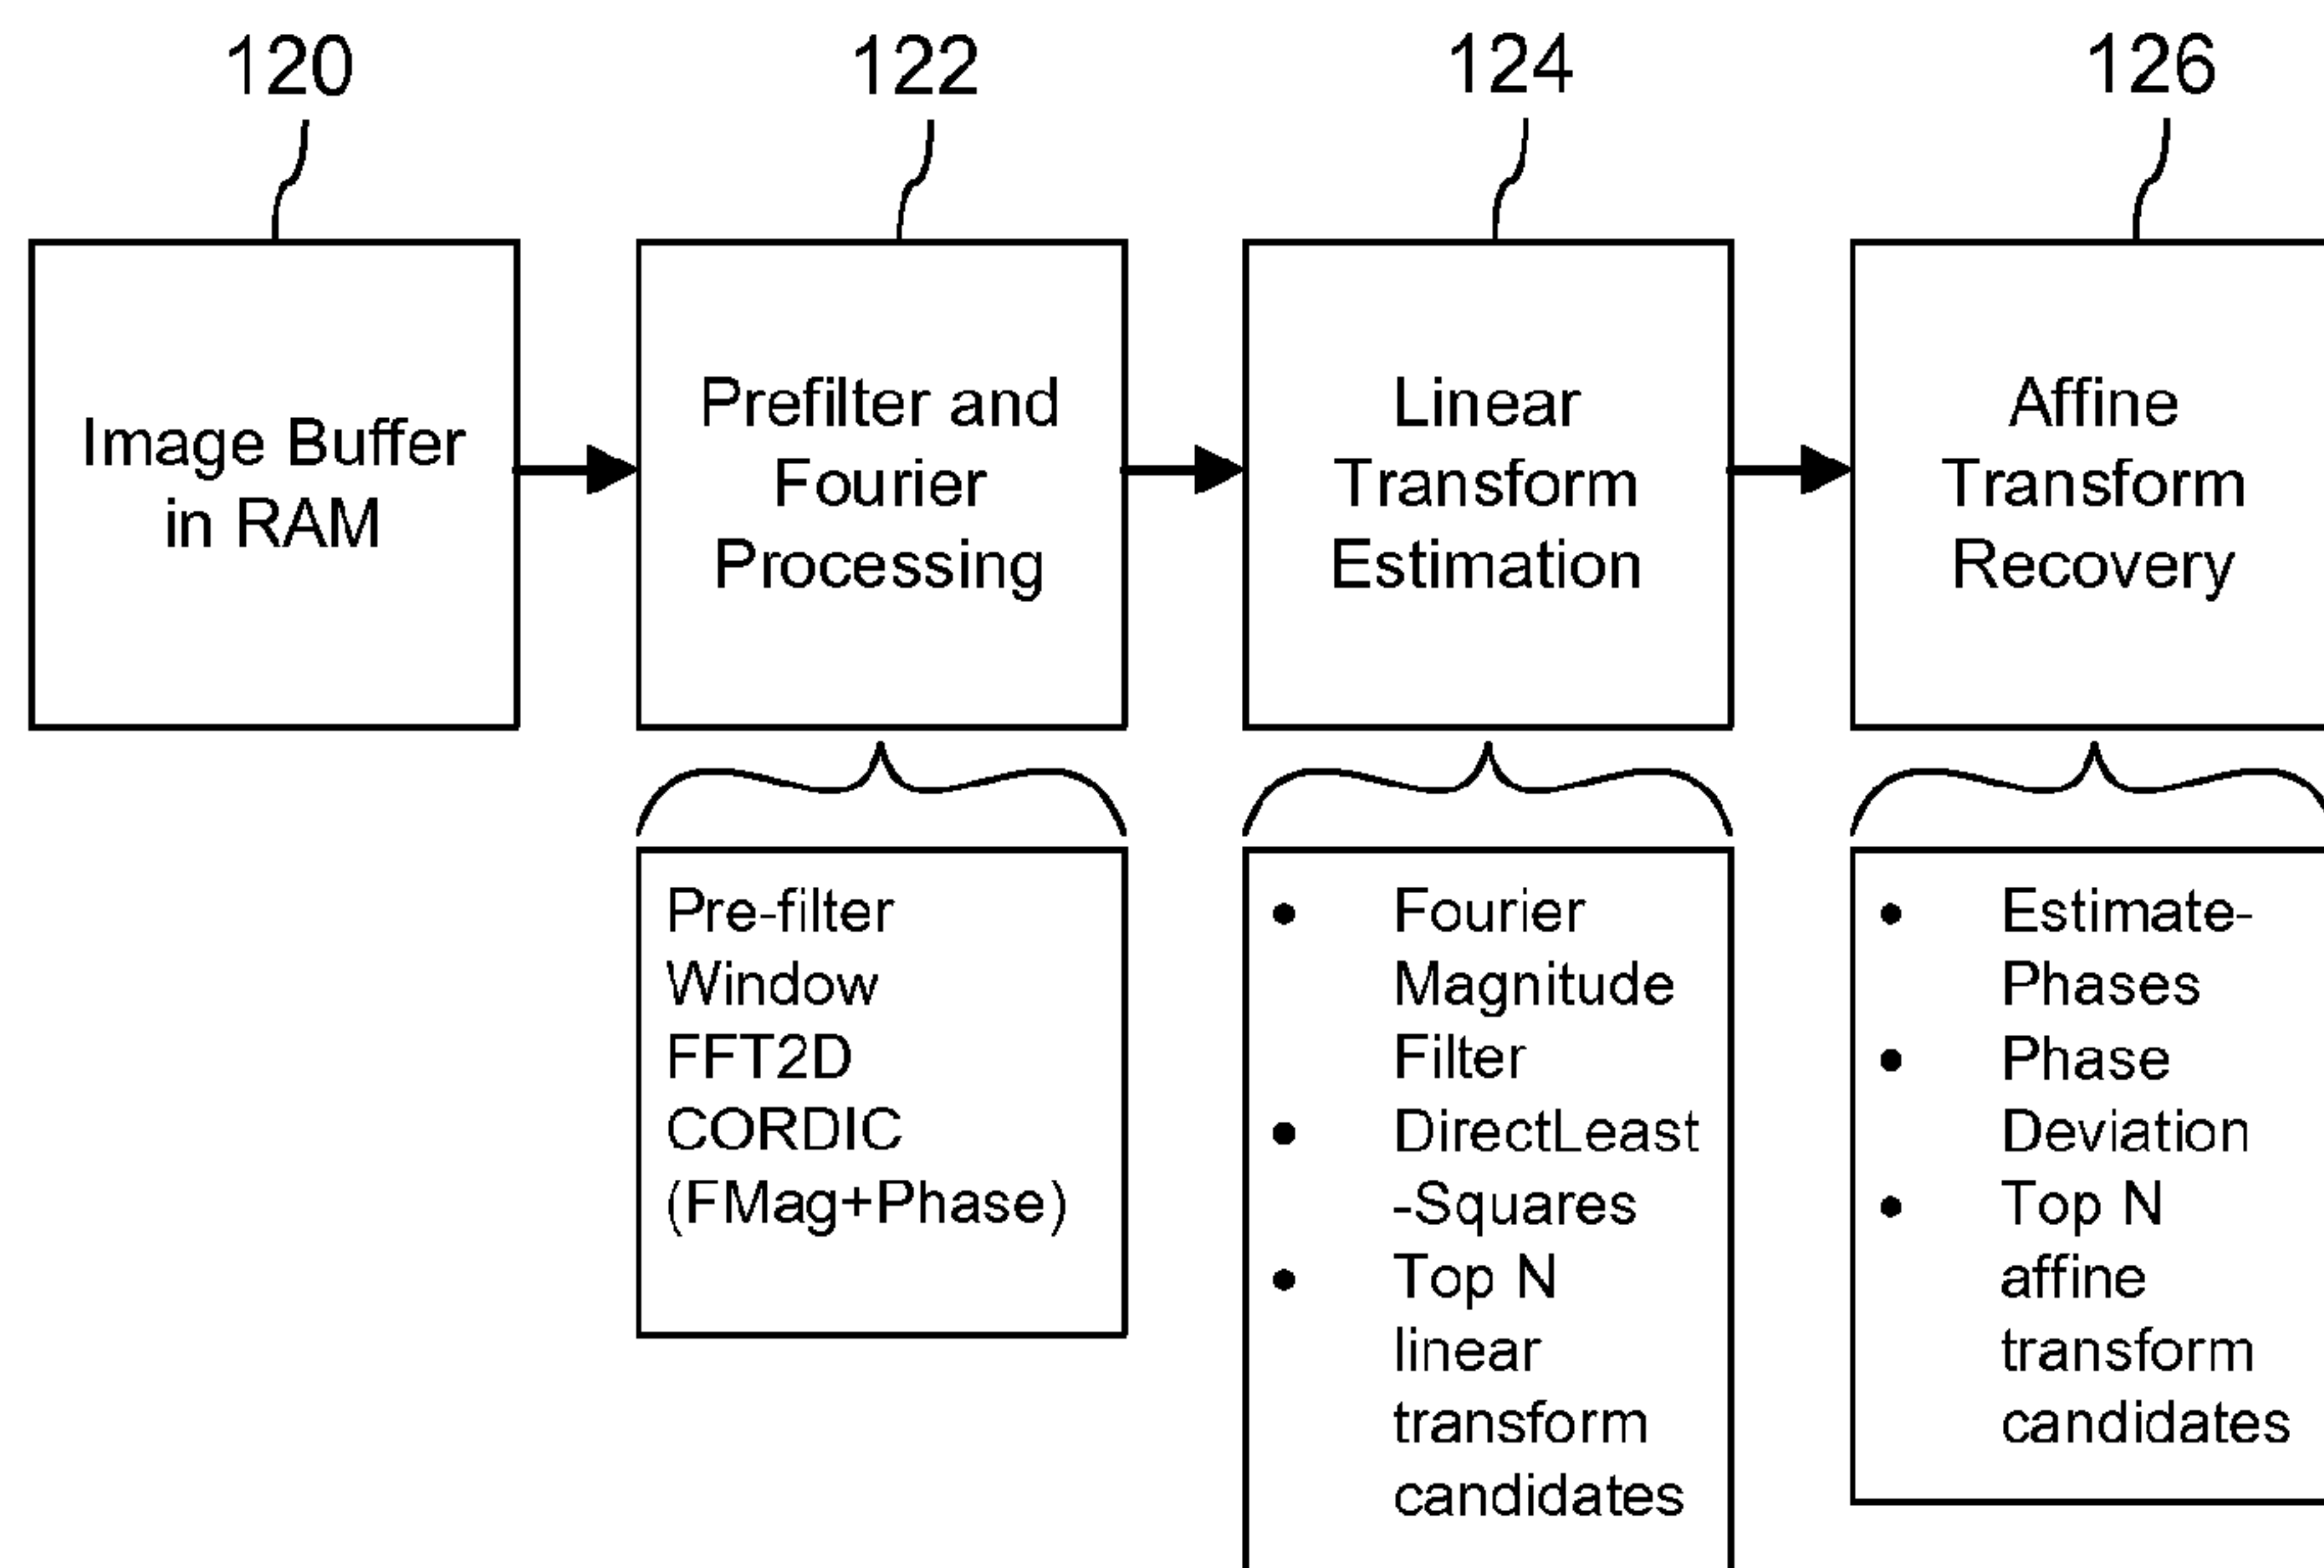 120
122
124
126
Image Buffer
in RAM
Prefilter and
Fourier
Processing
Linear
Transform
Estimation
Affine
Transform
Recovery
Pre-filter
Window
FFT2D
CORDIC
(FMag+Phase)
• Fourier
Magnitude
Filter
• DirectLeast
-Squares
• Top N
linear
transform
candidates
• Estimate-
Phases
• Phase
Deviation
• Top N
affine
transform
candidates